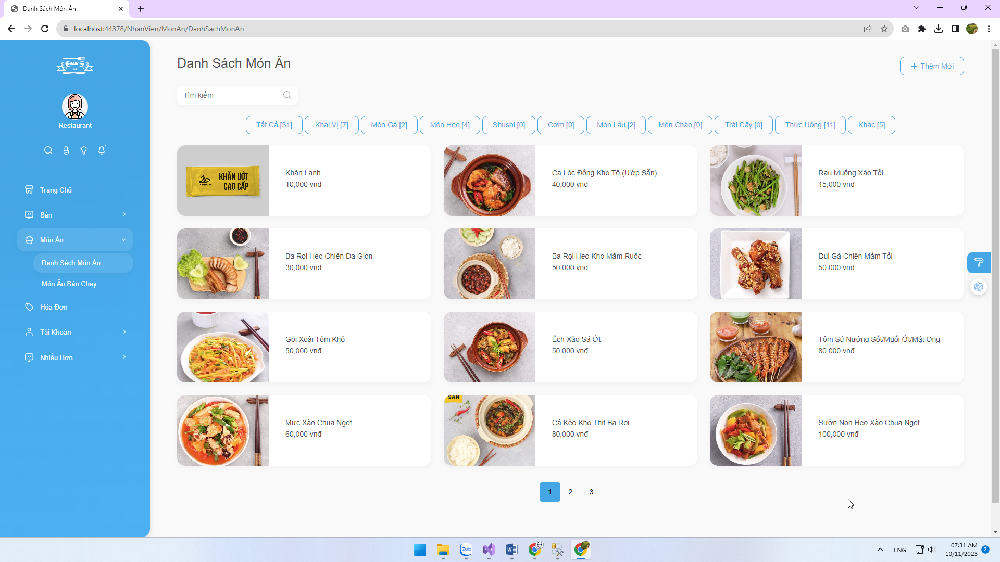 Danh Sách Món Ăn
localhost:44378/NhanVien/MonAn/DanhSachMonAn
Restaurant
Restaurant
Trang Chủ
Bàn
Món Ăn
Danh Sách Món Ăn
Món Ăn Bán Chạy
Hóa Đơn
Tài Khoản
Nhiều Hơn
Danh Sách Món Ăn
Thêm Mới
Tìm kiếm
Tất Cả [31]
Khai Vị [7]
Món Gà [2]
Món Heo [4]
Shushi [0]
Cơm [0]
Món Lẩu [2]
Món Cháo [0]
Trái Cây [0]
Thức Uống [11]
Khác [5]
KHĂN ƯỚT
CAO CẤP
Khăn Lạnh
10,000 vnđ
Cá Lóc Đồng Kho Tộ (Ướp Sẵn)
40,000 vnđ
Rau Muống Xào Tỏi
15,000 vnđ
Ba Rọi Heo Chiên Da Giòn
30,000 vnđ
Ba Rọi Heo Kho Mắm Ruốc
50,000 vnđ
Đùi Gà Chiên Mắm Tỏi
50,000 vnđ
Gỏi Xoài Tôm Khô
50,000 vnđ
Ếch Xào Sả Ớt
50,000 vnđ
Tôm Sú Nướng Sốt/Muối Ớt/Mật Ong
80,000 vnđ
Mực Xào Chua Ngọt
60,000 vnđ
Cá Kèo Kho Thịt Ba Rọi
80,000 vnđ
Sườn Non Heo Xào Chua Ngọt
100,000 vnđ
1 2 3
Zalo
ENG
07:31 AM
10/11/2023
2